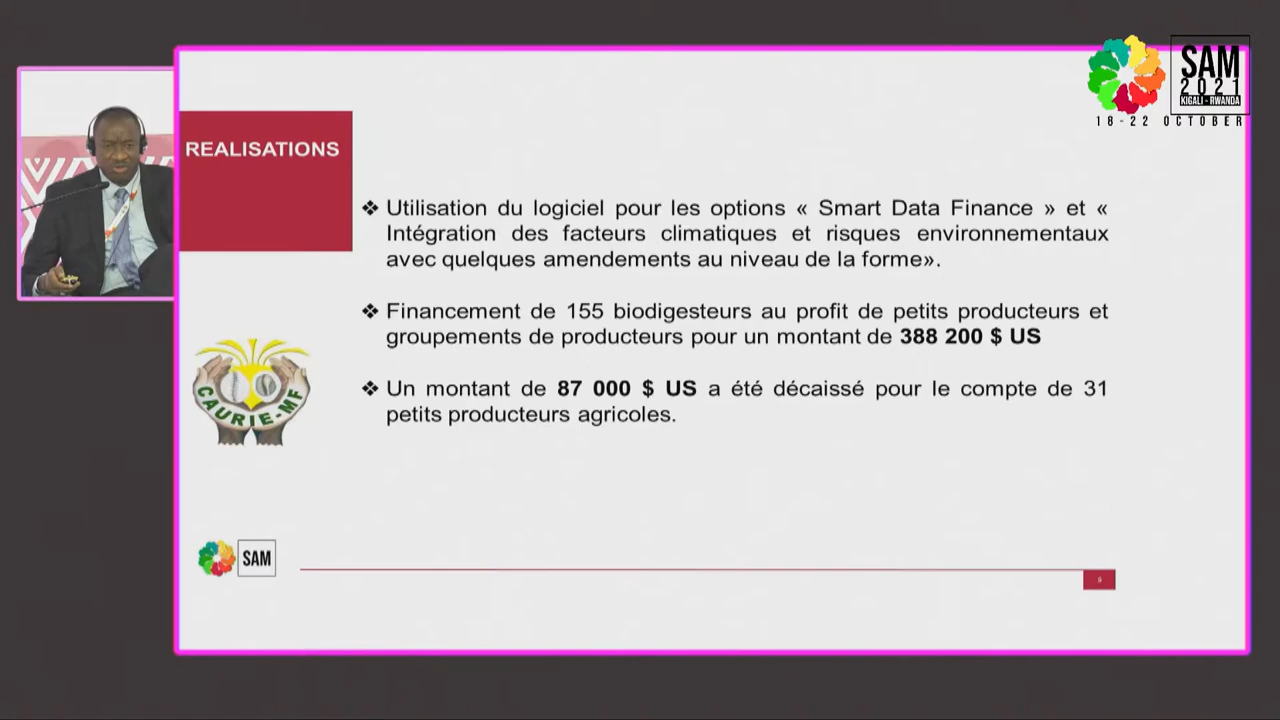 SAM
2021
KIGALI - RWANDA
18-22 OCTOBER
REALISATIONS
❖ Utilisation du logiciel pour les options « Smart Data Finance » et «
Intégration des facteurs climatiques et risques environnementaux
avec quelques amendements au niveau de la forme».
❖ Financement de 155 biodigesteurs au profit de petits producteurs et
groupements de producteurs pour un montant de 388 200 $ US
❖ Un montant de 87 000 $ US a été décaissé pour le compte de 31
petits producteurs agricoles.
CAURIE-MF
SAM
9